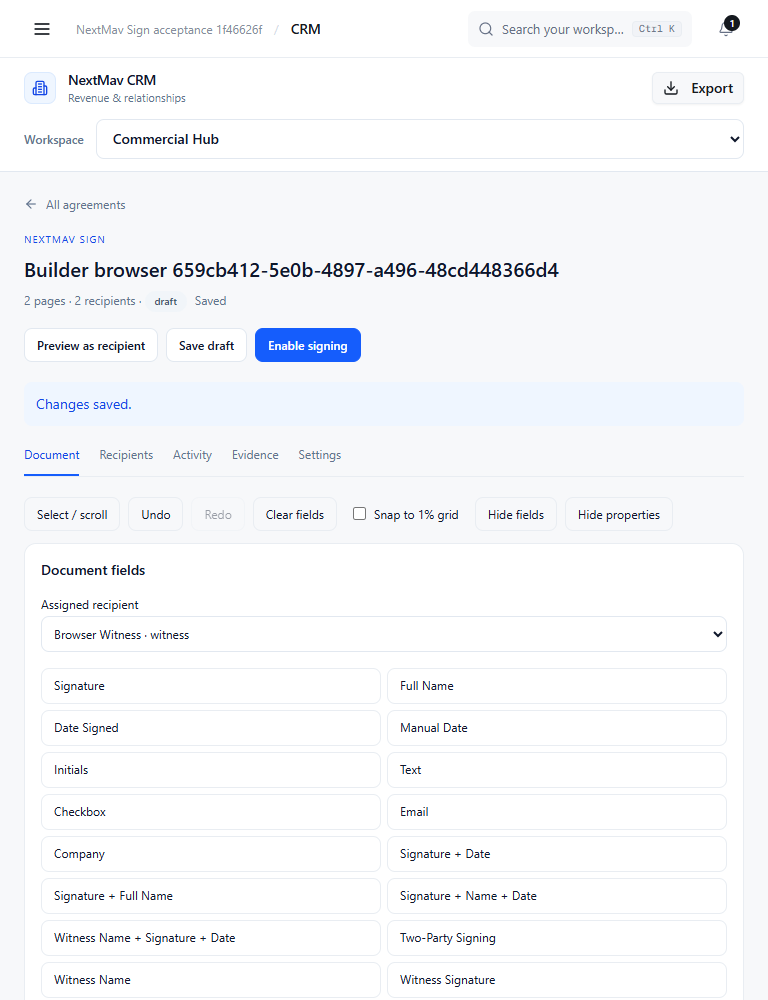 NextMav Sign acceptance 1f46626f / CRM
Search your worksp... Ctrl K
1
NextMav CRM
Revenue & relationships
Export
Workspace
Commercial Hub
All agreements
NEXTMAV SIGN
Builder browser 659cb412-5e0b-4897-a496-48cd448366d4
2 pages · 2 recipients · draft Saved
Preview as recipient Save draft Enable signing
Changes saved.
Document Recipients Activity Evidence Settings
Select / scroll Undo Redo Clear fields Snap to 1% grid Hide fields Hide properties
Document fields
Assigned recipient
Browser Witness · witness
Signature Full Name
Date Signed Manual Date
Initials Text
Checkbox Email
Company Signature + Date
Signature + Full Name Signature + Name + Date
Witness Name + Signature + Date Two-Party Signing
Witness Name Witness Signature